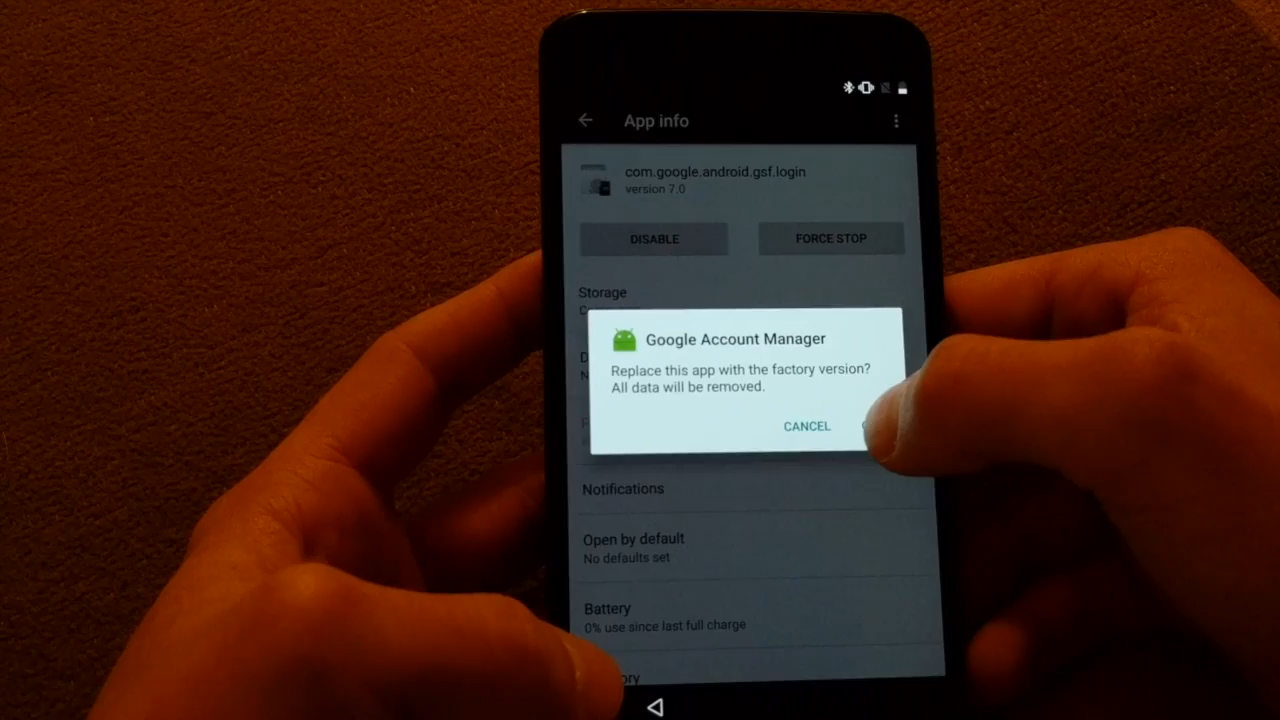 App info
com.google.android.gsf.login
version 7.0
DISABLE
FORCE STOP
Storage
Google Account Manager
Replace this app with the factory version?
All data will be removed.
CANCEL
Notifications
Open by default
No defaults set
Battery
0% use since last full charge